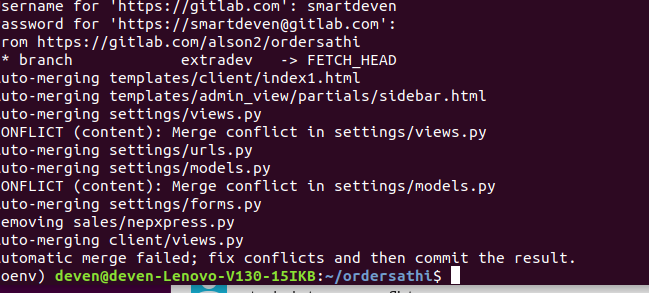 sername for 'https://gitlab.com': smartdeven
assword for 'https://smartdeven@gitlab.com':
rom https://gitlab.com/alson2/ordersathi
* branch            extradev   -> FETCH_HEAD
uto-merging templates/client/index1.html
uto-merging templates/admin_view/partials/sidebar.html
uto-merging settings/views.py
ONFLICT (content): Merge conflict in settings/views.py
uto-merging settings/urls.py
uto-merging settings/models.py
ONFLICT (content): Merge conflict in settings/models.py
uto-merging settings/forms.py
emoving sales/nepxpress.py
uto-merging client/views.py
utomatic merge failed; fix conflicts and then commit the result.
oenv) deven@deven-Lenovo-V130-15IKB:~/ordersathi$